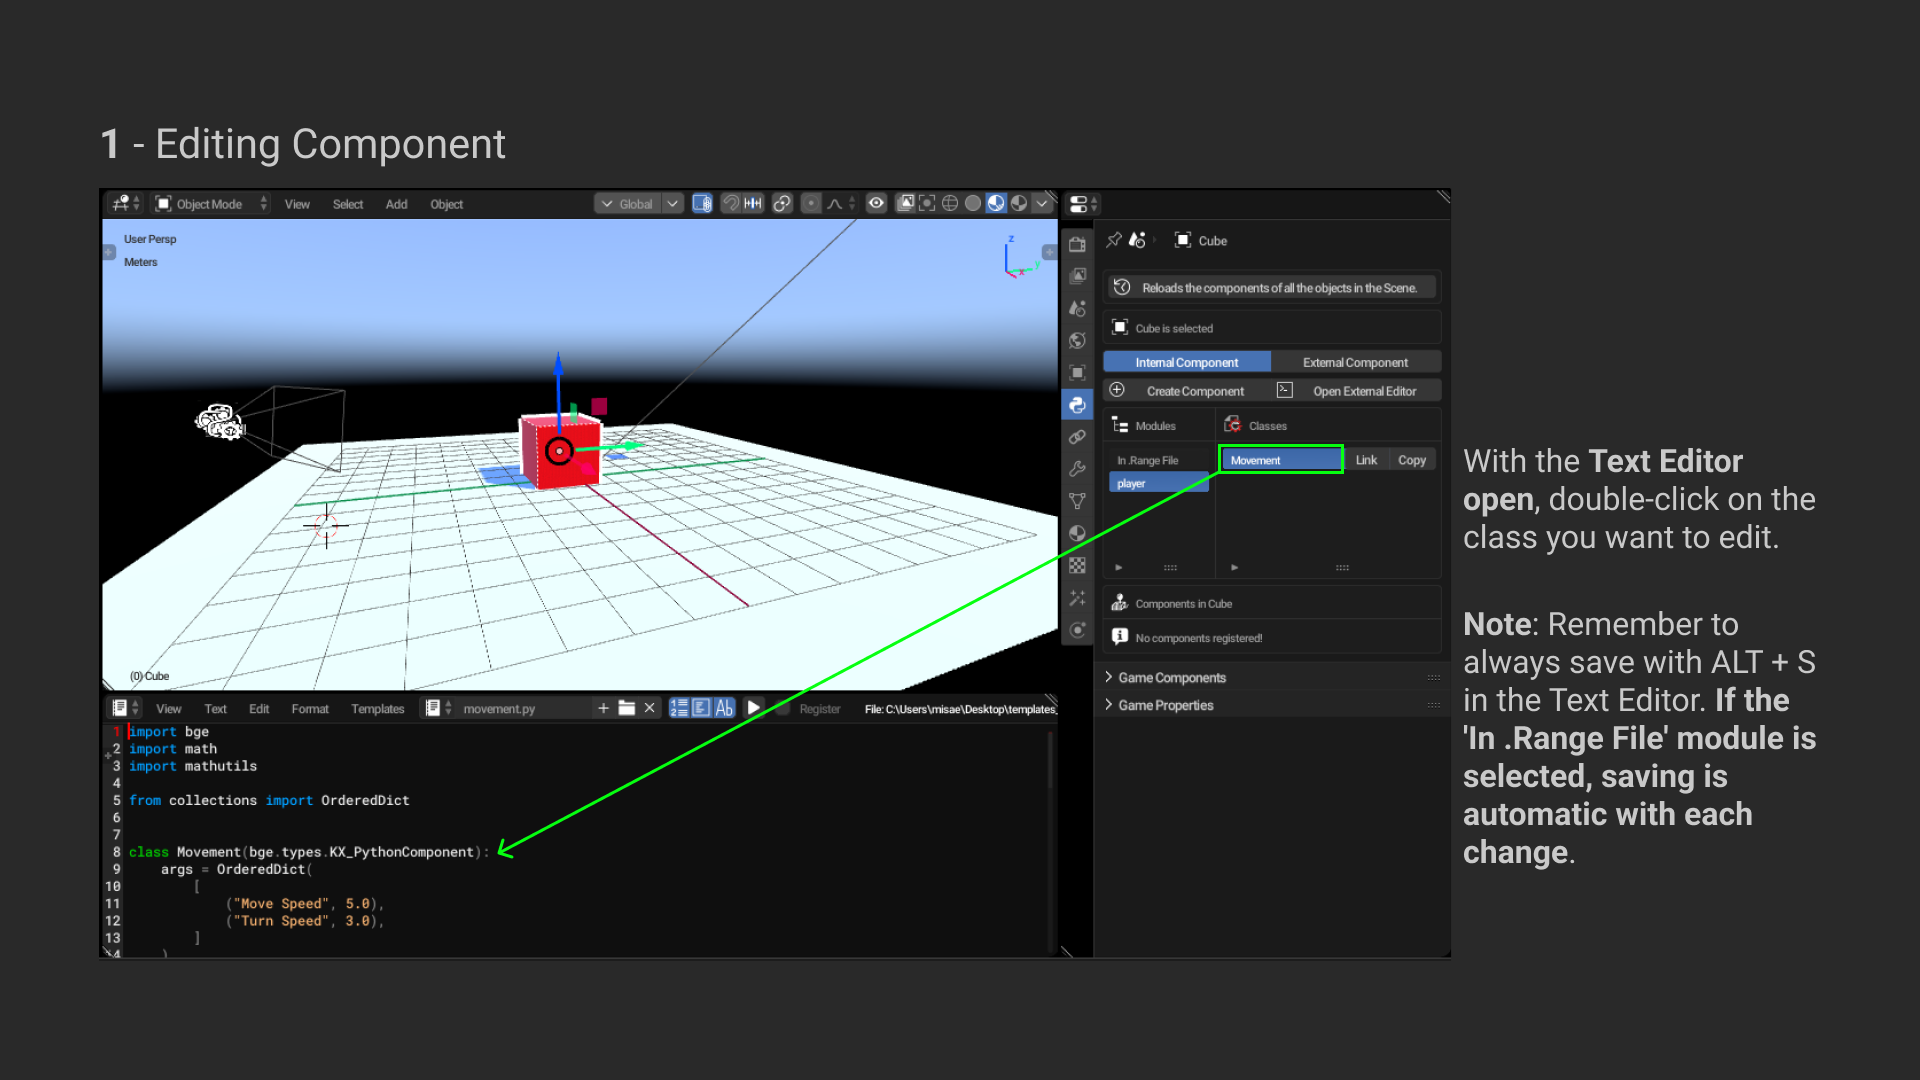 1 - Editing Component
Object Mode View Select Add Object Global
User Persp
Meters
z
y
x
(0) Cube
Cube
Reloads the components of all the objects in the Scene.
Cube is selected
Internal Component External Component
Create Component Open External Editor
Modules Classes
In .Range File Movement Link Copy
player
Components in Cube
No components registered!
Game Components
Game Properties
View Text Edit Format Templates movement.py Ab Register File: C:\Users\misae\Desktop\templates_
1 import bge
2 import math
3 import mathutils
4
5 from collections import OrderedDict
6
7
8 class Movement(bge.types.KX_PythonComponent):
9 args = OrderedDict(
10 [
11 ("Move Speed", 5.0),
12 ("Turn Speed", 3.0),
13 ]
14 )
With the Text Editor
open, double-click on the
class you want to edit.
Note: Remember to
always save with ALT + S
in the Text Editor. If the
'In .Range File' module is
selected, saving is
automatic with each
change.